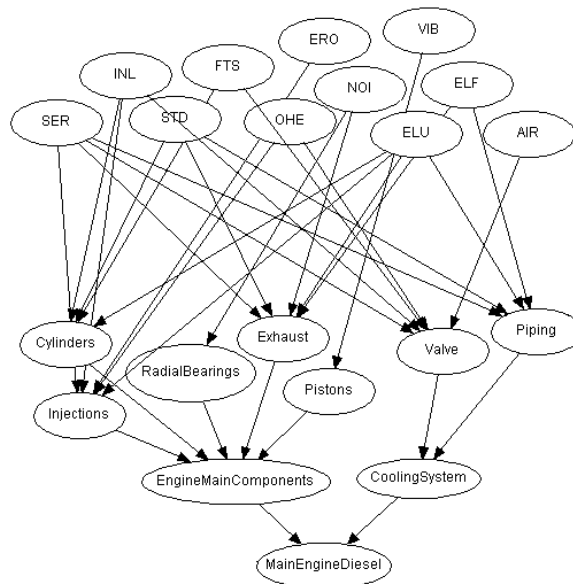 VIB
ERO
FTS
INL
NOI
ELF
SER
STD
OHE
ELU
AIR
Cylinders
Exhaust
Valve
Piping
RadialBearings
Pistons
Injections
EngineMainComponents
CoolingSystem
MainEngineDiesel